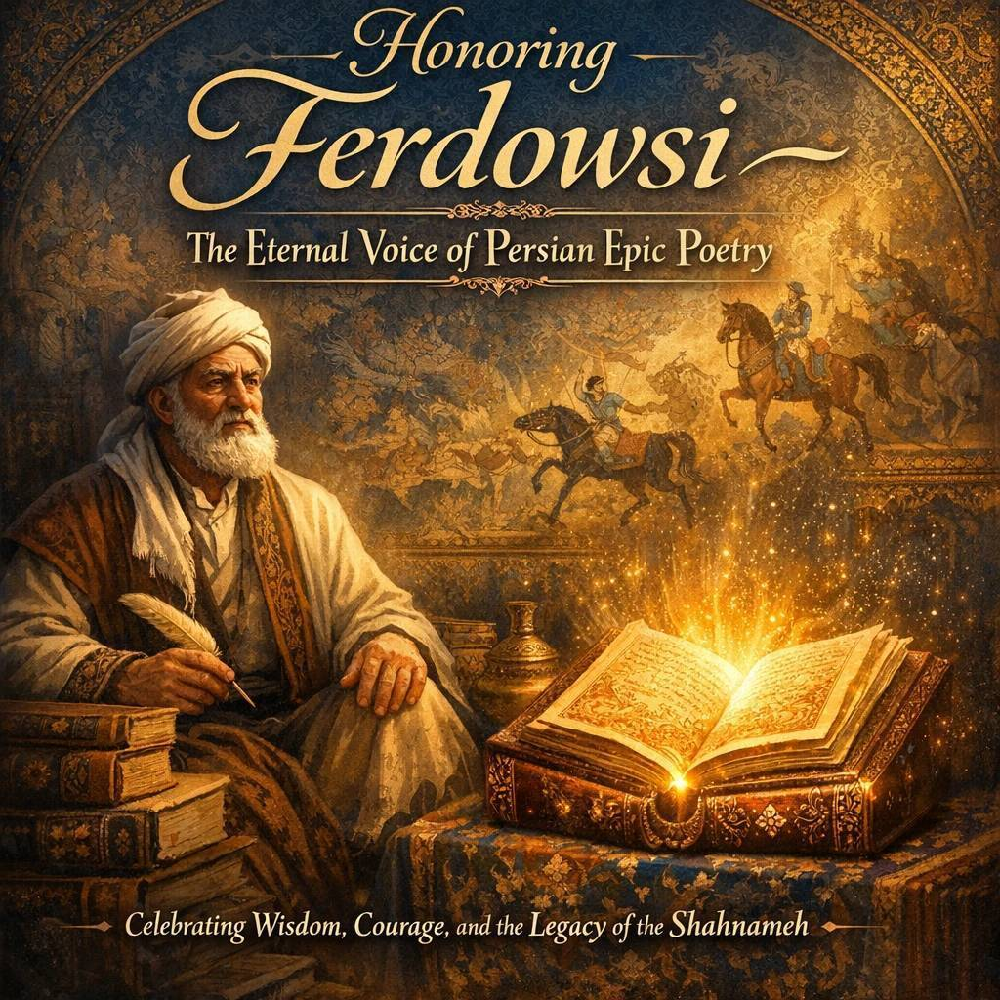 Honoring
Ferdowsi
The Eternal Voice of Persian Epic Poetry
Celebrating Wisdom, Courage, and the Legacy of the Shahnameh